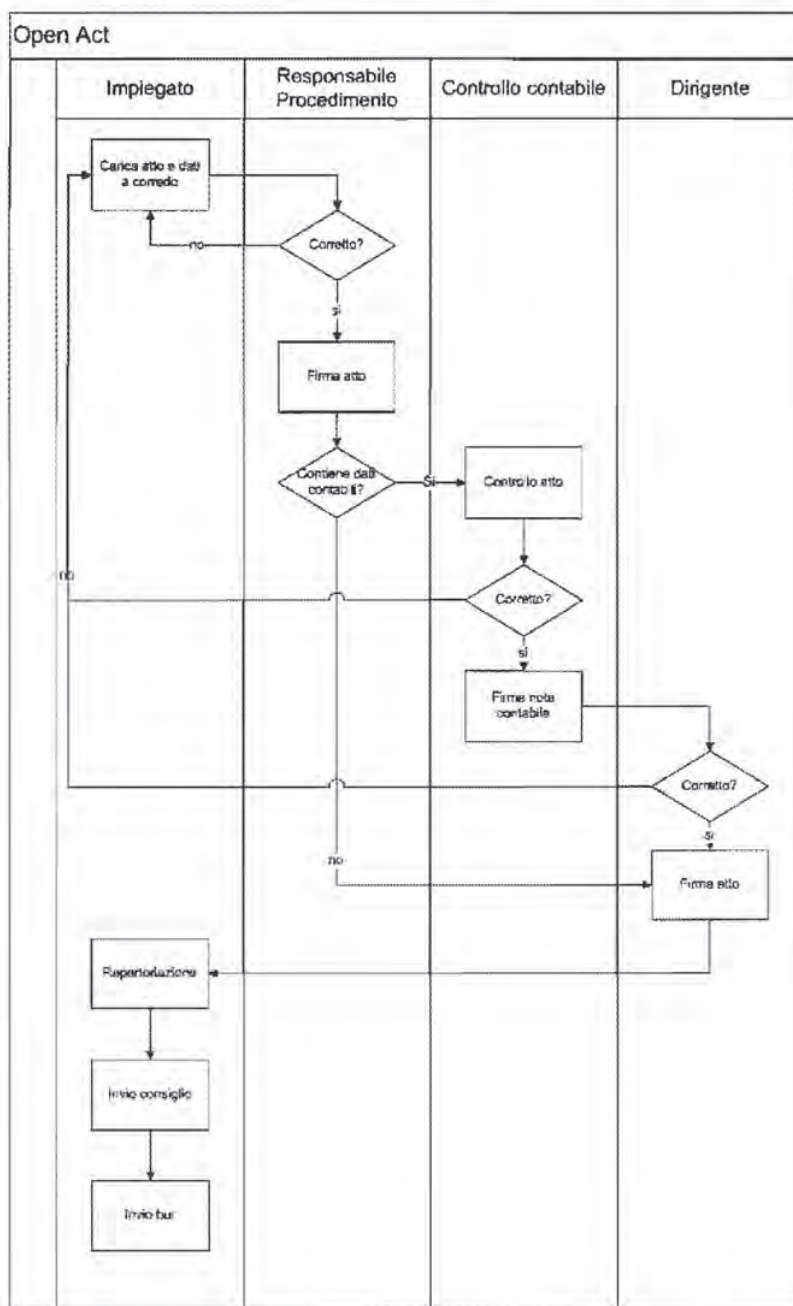 Open Act
Impiegato
Responsabile
Procedimento
Controllo contabile
Dirigente
Carica atto e dati
a corredo
no
Corretto?
si
Firma atto
Contiene dati
contabili?
Si
Controllo atto
no
Corretto?
si
Firma nota
contabile
Corretto?
si
no
Firma atto
Repertoriazione
Invio consiglio
Invio bur